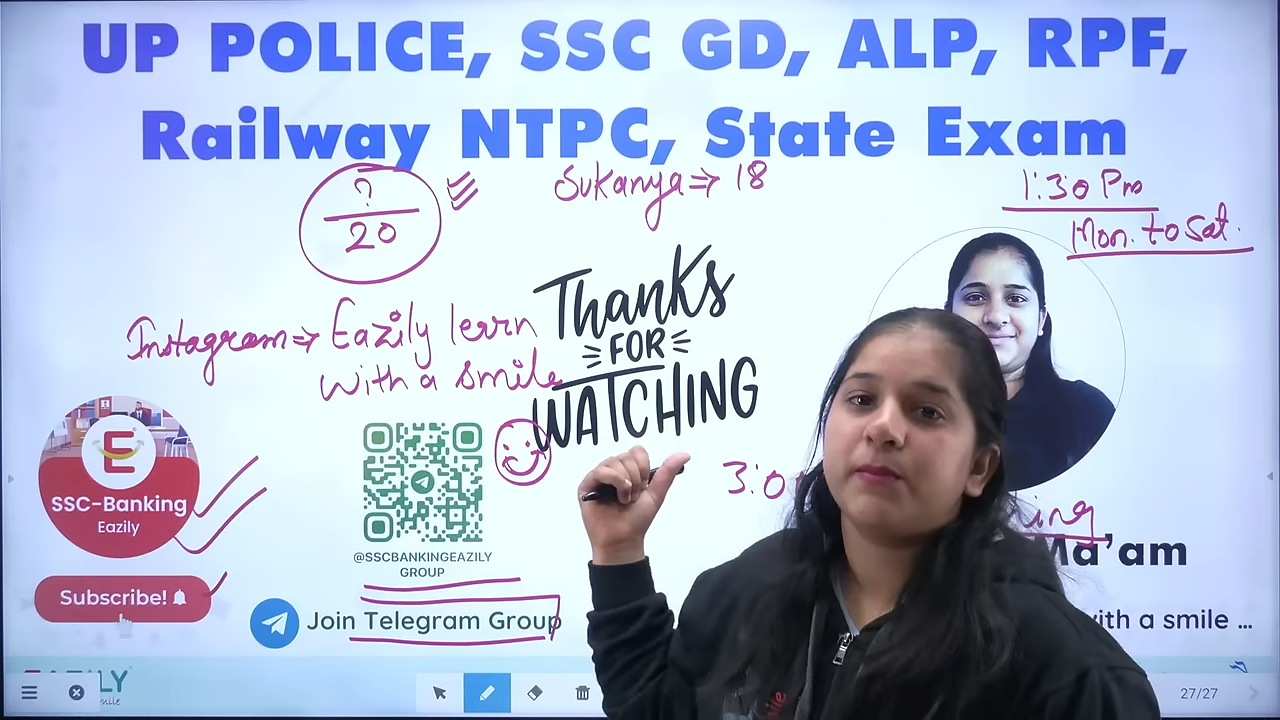 UP POLICE, SSC GD, ALP, RPF,
Railway NTPC, State Exam
?
20
Sukanya ⇒ 18
1:30 Pm
Mon. to Sat.
Instagram ⇒ Eazily learn
with a smile
Thanks
FOR
WATCHING
E
SSC-Banking
Eazily
Subscribe!
@SSCBANKINGEAZILY
GROUP
Join Telegram Group
3:0
Ma'am
with a smile ...
27/27